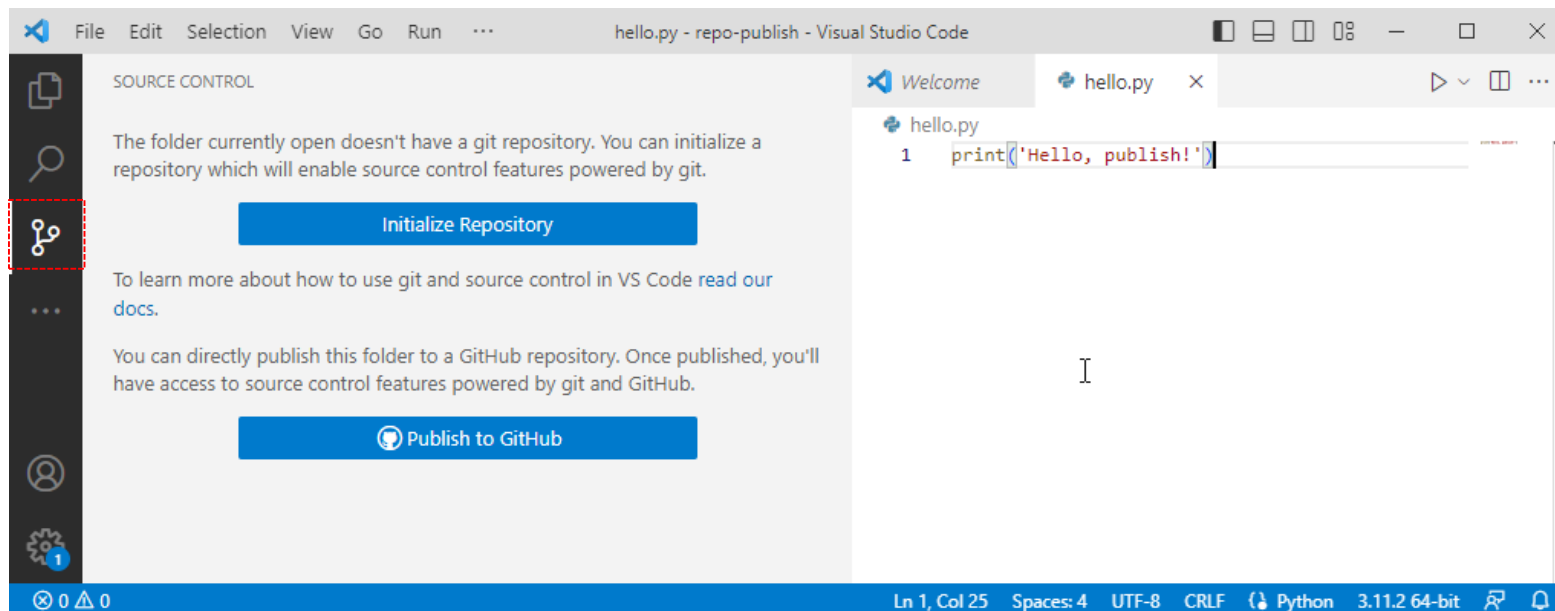 File Edit Selection View Go Run ··· hello.py - repo-publish - Visual Studio Code
SOURCE CONTROL
The folder currently open doesn't have a git repository. You can initialize a
repository which will enable source control features powered by git.
Initialize Repository
To learn more about how to use git and source control in VS Code read our
docs.
You can directly publish this folder to a GitHub repository. Once published, you'll
have access to source control features powered by git and GitHub.
Publish to GitHub
1
Welcome hello.py
hello.py
1 print('Hello, publish!')
0 0 Ln 1, Col 25 Spaces: 4 UTF-8 CRLF Python 3.11.2 64-bit